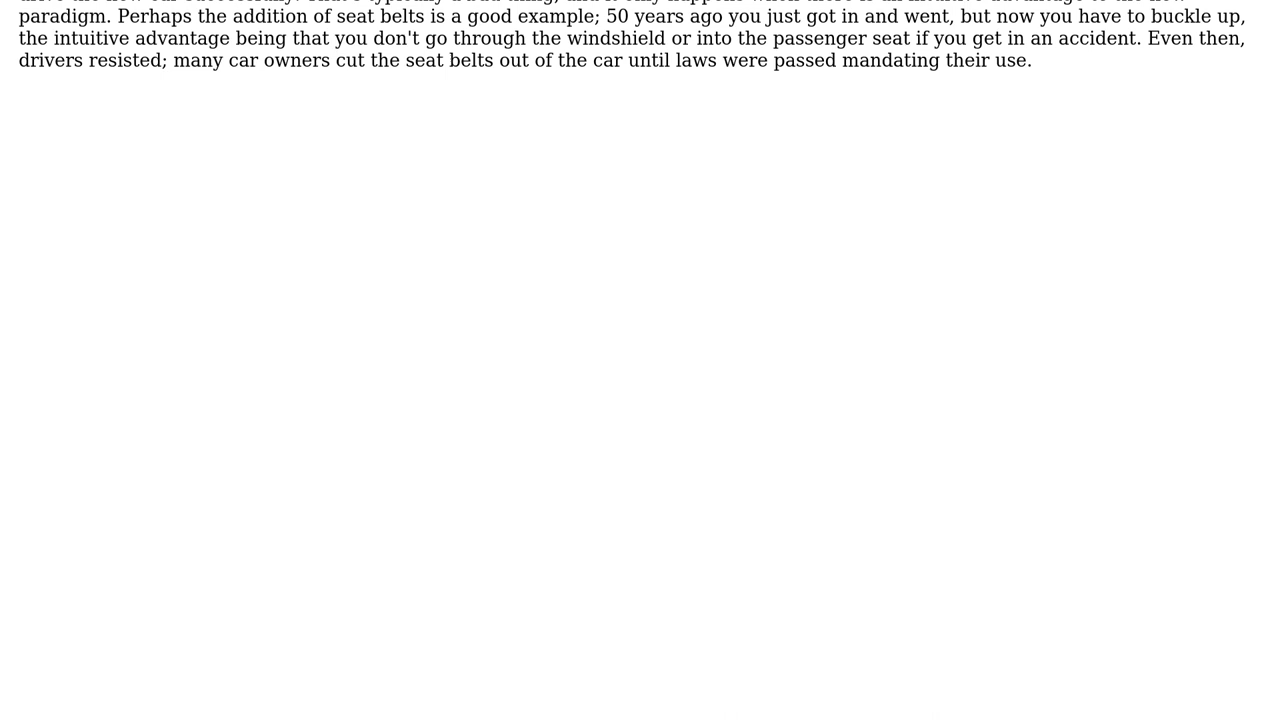 paradigm. Perhaps the addition of seat belts is a good example; 50 years ago you just got in and went, but now you have to buckle up,
the intuitive advantage being that you don't go through the windshield or into the passenger seat if you get in an accident. Even then,
drivers resisted; many car owners cut the seat belts out of the car until laws were passed mandating their use.